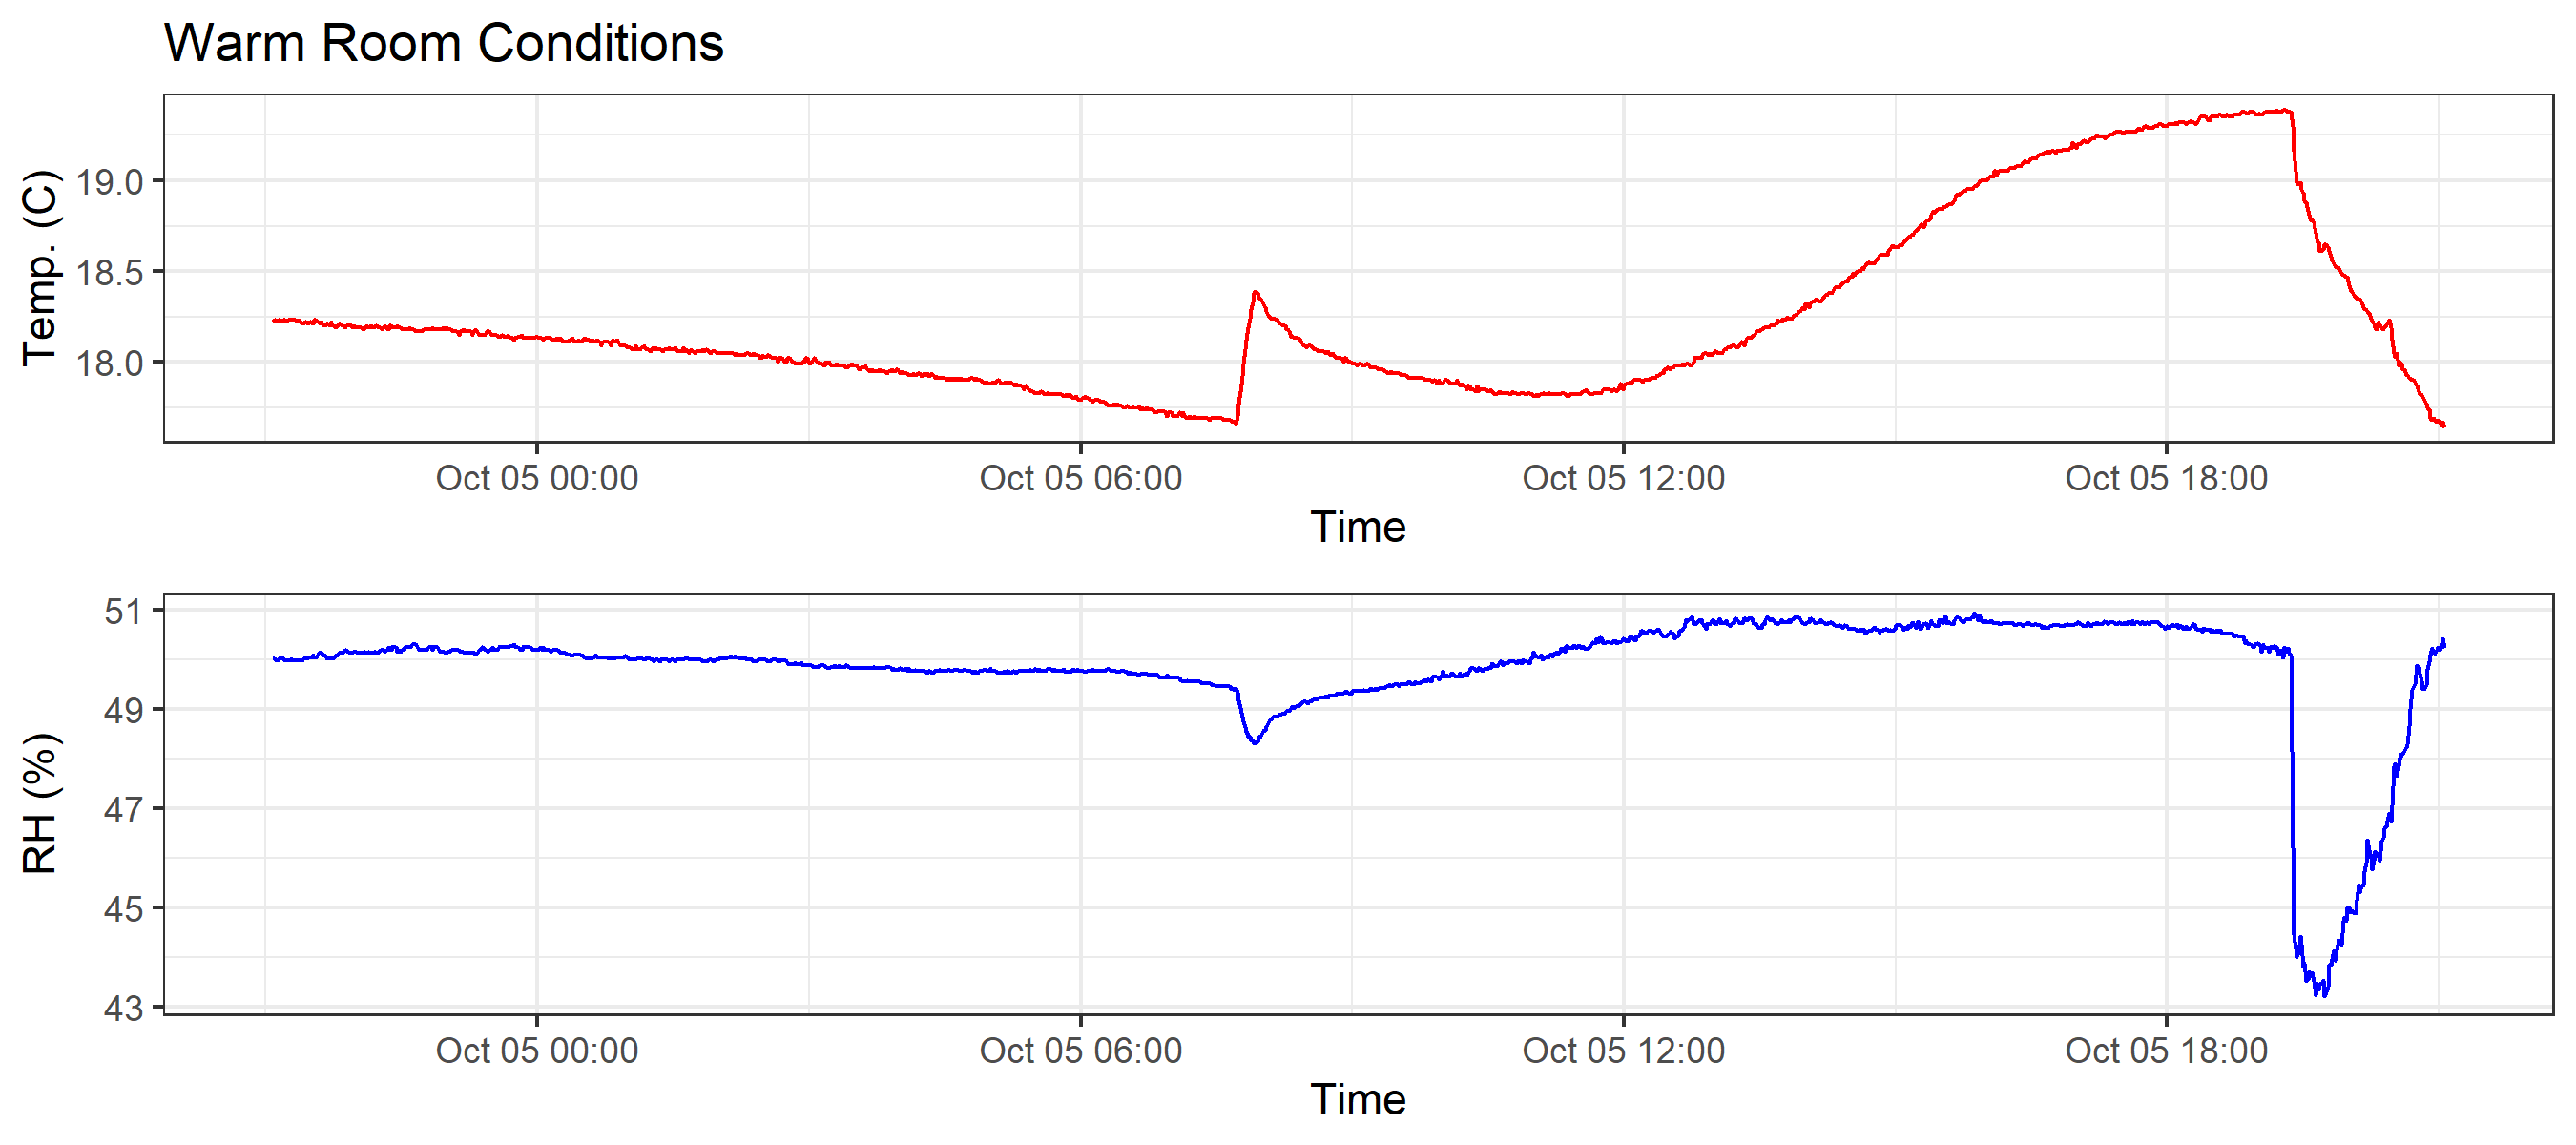 Warm Room Conditions
Temp. (C)
19.0
18.5
18.0
Oct 05 00:00 Oct 05 06:00 Oct 05 12:00 Oct 05 18:00
Time
RH (%)
51
49
47
45
43
Oct 05 00:00 Oct 05 06:00 Oct 05 12:00 Oct 05 18:00
Time